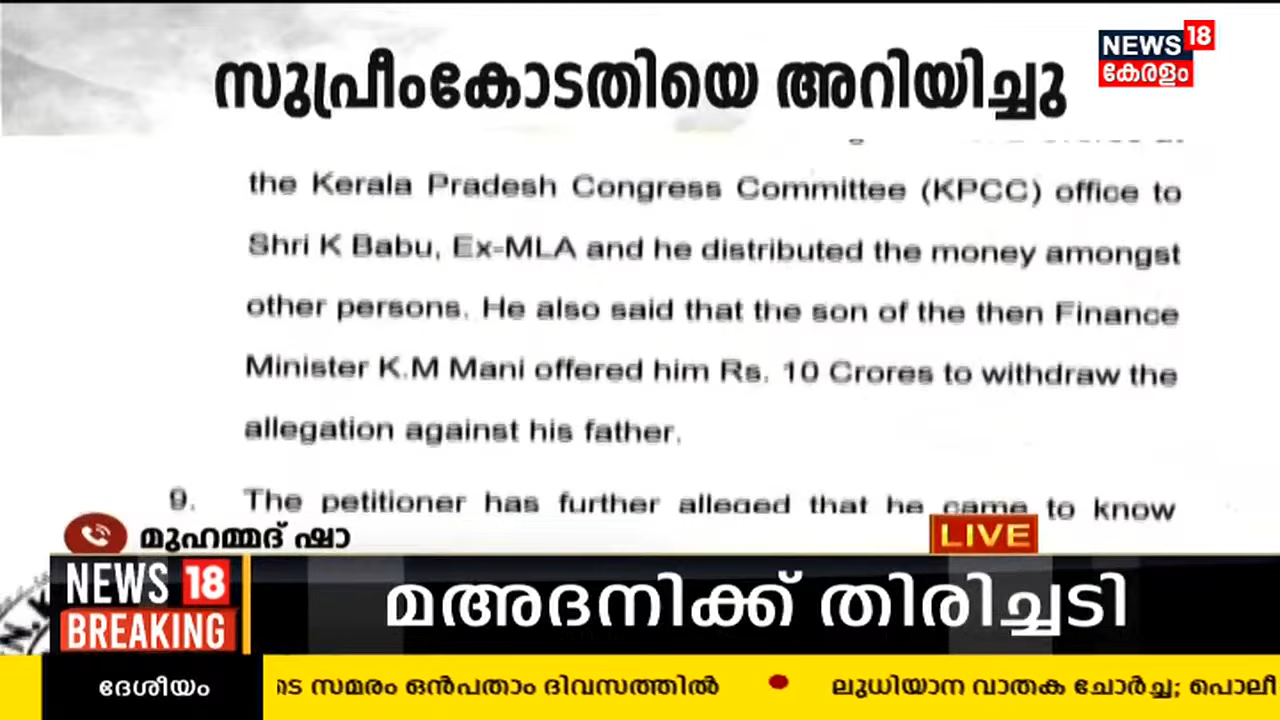 സുപ്രീംകോടതിയെ അറിയിച്ചു
NEWS 18
കേരളം
the Kerala Pradesh Congress Committee (KPCC) office to
Shri K Babu, Ex-MLA and he distributed the money amongst
other persons. He also said that the son of the then Finance
Minister K.M Mani offered him Rs. 10 Crores to withdraw the
allegation against his father.
9. The petitioner has further alleged that he came to know
മുഹമ്മദ് ഷാ
LIVE
NEWS 18
BREAKING
മഅദനിക്ക് തിരിച്ചടി
ദേശീയം
ടെ സമരം ഒൻപതാം ദിവസത്തിൽ
ലുധിയാന വാതക ചോർച്ച; പൊലീ